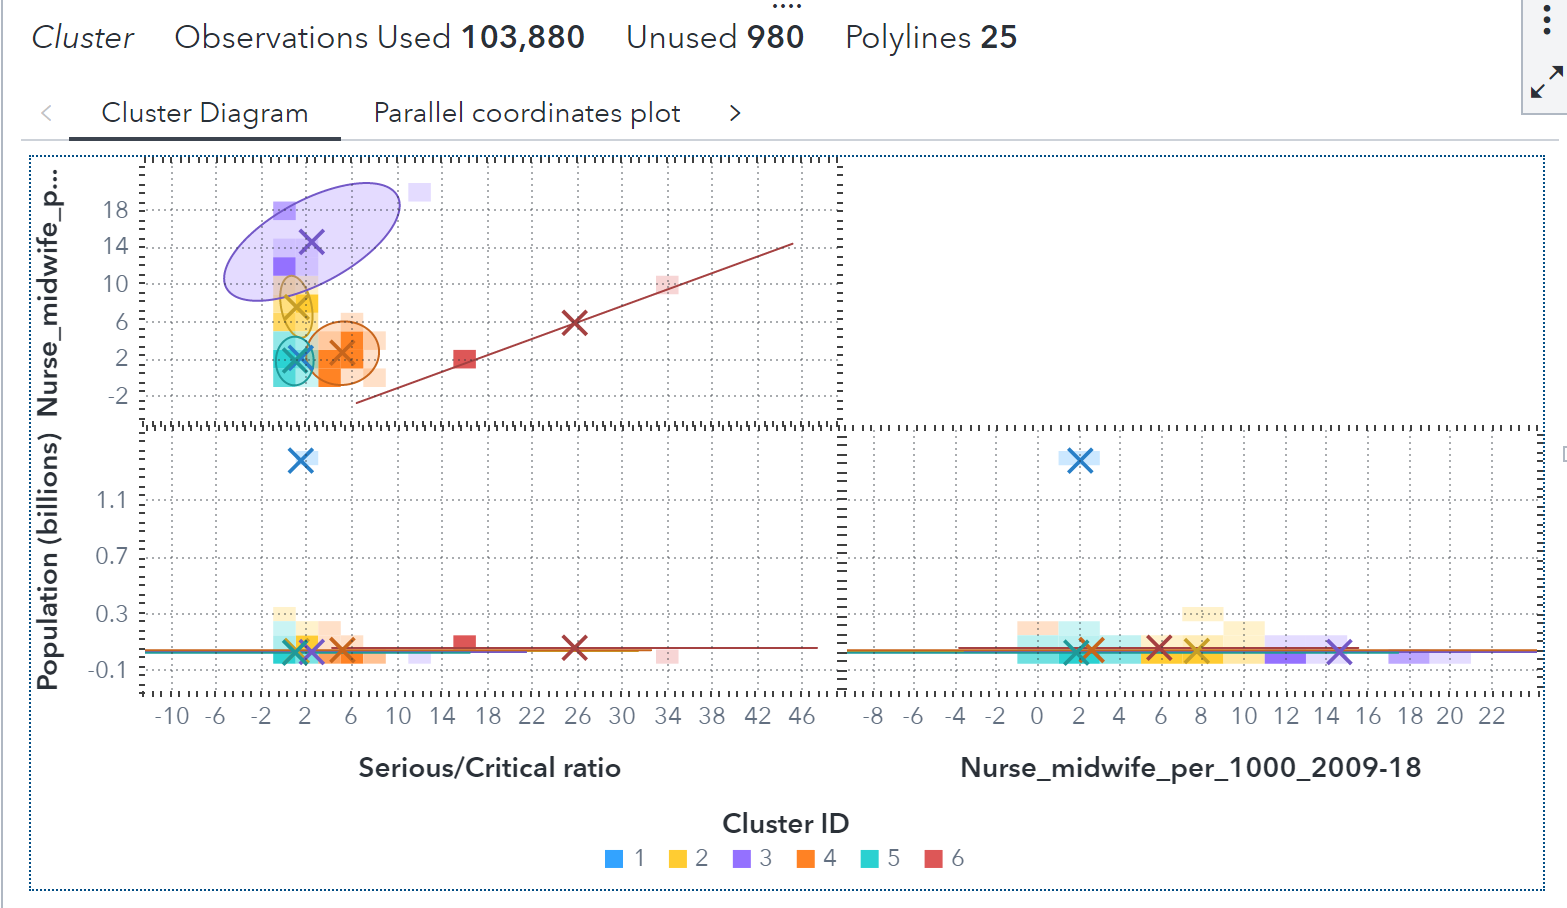 Cluster Observations Used 103,880 Unused 980 Polylines 25
Cluster Diagram Parallel coordinates plot
Nurse_midwife_p...
18
14
10
6
2
-2
Population (billions)
1.1
0.7
0.3
-0.1
-10 -6 -2 2 6 10 14 18 22 26 30 34 38 42 46
-8 -6 -4 -2 0 2 4 6 8 10 12 14 16 18 20 22
Serious/Critical ratio
Nurse_midwife_per_1000_2009-18
Cluster ID
1 2 3 4 5 6